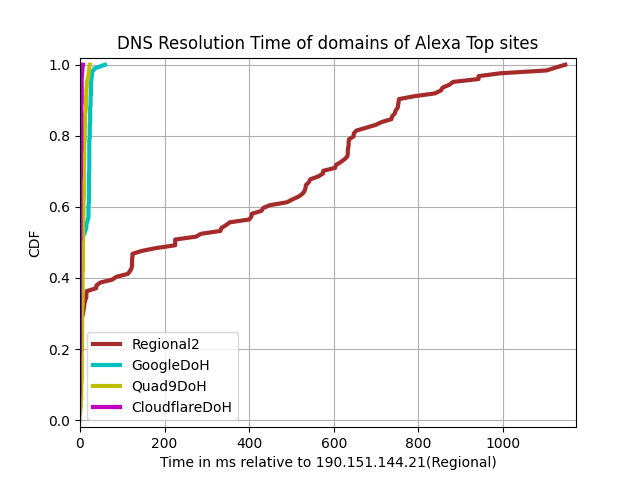 DNS Resolution Time of domains of Alexa Top sites
CDF
1.0
0.8
0.6
0.4
0.2
0.0
Regional2
GoogleDoH
Quad9DoH
CloudflareDoH
0 200 400 600 800 1000
Time in ms relative to 190.151.144.21(Regional)